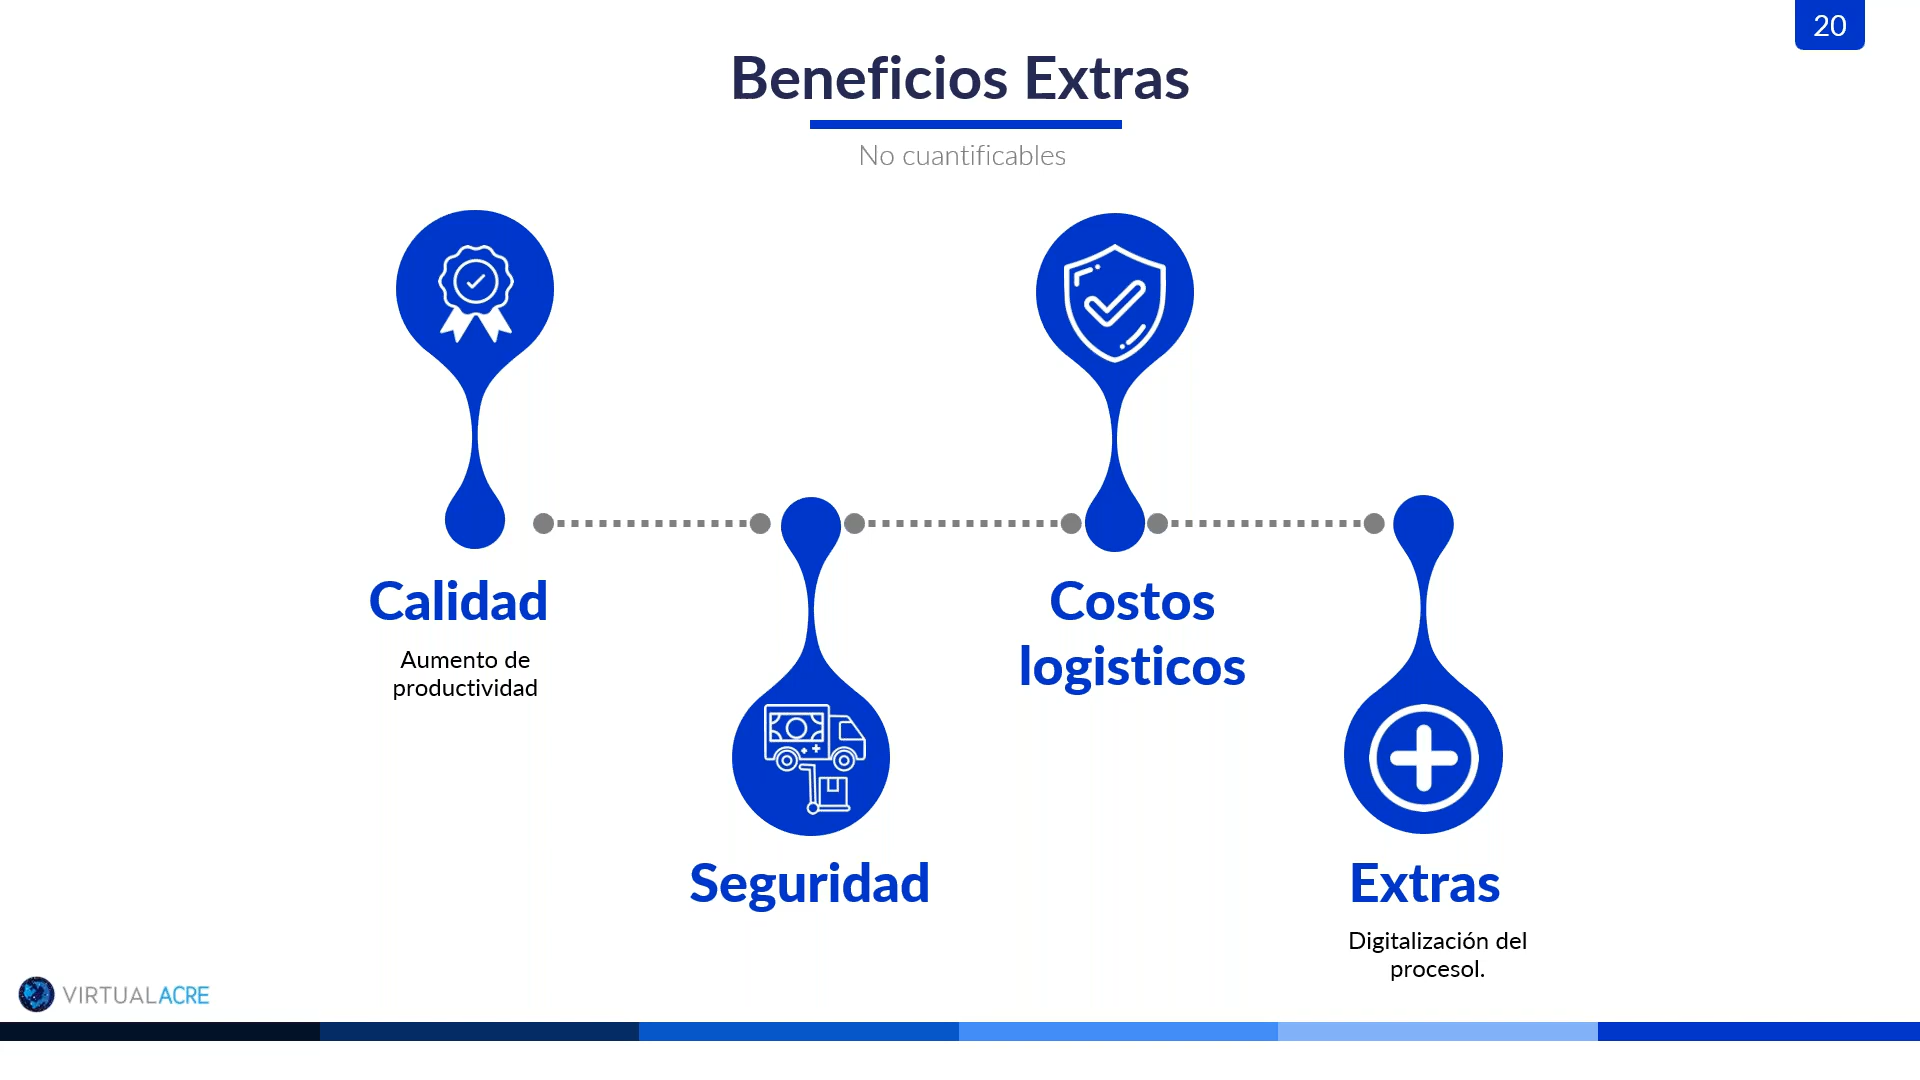 20
Beneficios Extras
No cuantificables
Calidad
Aumento de
productividad
Seguridad
Costos
logisticos
Extras
Digitalización del
procesol.
VIRTUALACRE